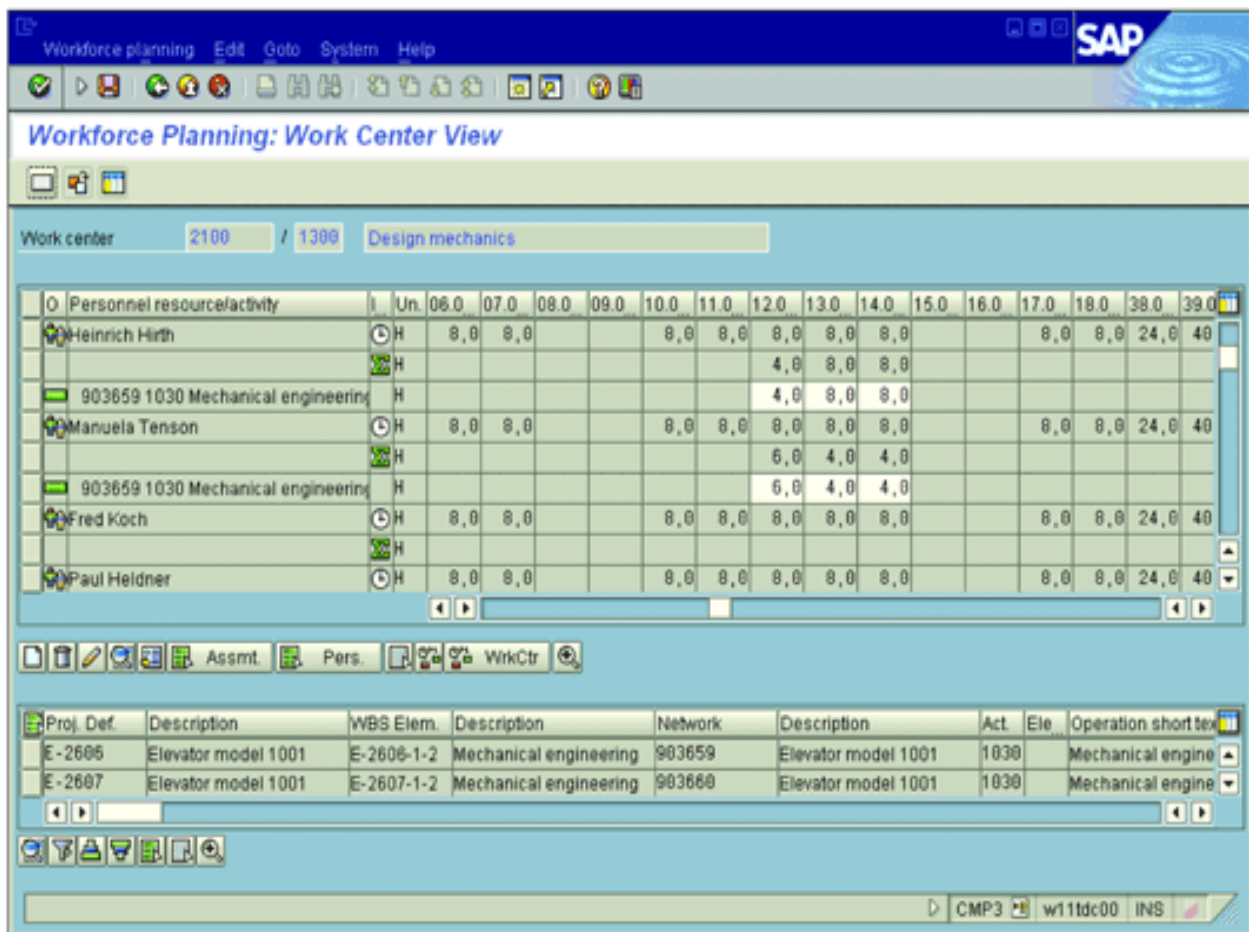 Workforce planning Edit Goto System Help
SAP
Workforce Planning: Work Center View
Work center 2100 / 1300 Design mechanics
O Personnel resource/activity I... Un. 06.0... 07.0... 08.0... 09.0... 10.0... 11.0... 12.0... 13.0... 14.0... 15.0... 16.0... 17.0... 18.0... 38.0... 39.0
Heinrich Hirth H 8,0 8,0 8,0 8,0 8,0 8,0 8,0 8,0 8,0 24,0 40
H 4,0 8,0 8,0
903659 1030 Mechanical engineering H 4,0 8,0 8,0
Manuela Tenson H 8,0 8,0 8,0 8,0 8,0 8,0 8,0 8,0 8,0 24,0 40
H 6,0 4,0 4,0
903659 1030 Mechanical engineering H 6,0 4,0 4,0
Fred Koch H 8,0 8,0 8,0 8,0 8,0 8,0 8,0 8,0 8,0 24,0 40
H
Paul Heldner H 8,0 8,0 8,0 8,0 8,0 8,0 8,0 8,0 8,0 24,0 40
Assmt. Pers. WrkCtr
Proj. Def. Description WBS Elem. Description Network Description Act. Ele... Operation short tex
E-2606 Elevator model 1001 E-2606-1-2 Mechanical engineering 903659 Elevator model 1001 1030 Mechanical engine
E-2607 Elevator model 1001 E-2607-1-2 Mechanical engineering 903660 Elevator model 1001 1030 Mechanical engine
CMP3 w11tdc00 INS